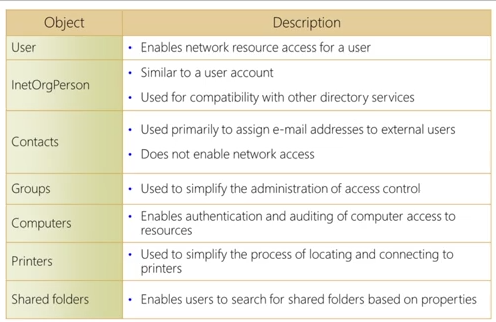 Object Description
User • Enables network resource access for a user
InetOrgPerson • Similar to a user account
• Used for compatibility with other directory services
Contacts • Used primarily to assign e-mail addresses to external users
• Does not enable network access
Groups • Used to simplify the administration of access control
Computers • Enables authentication and auditing of computer access to
resources
Printers • Used to simplify the process of locating and connecting to
printers
Shared folders • Enables users to search for shared folders based on properties